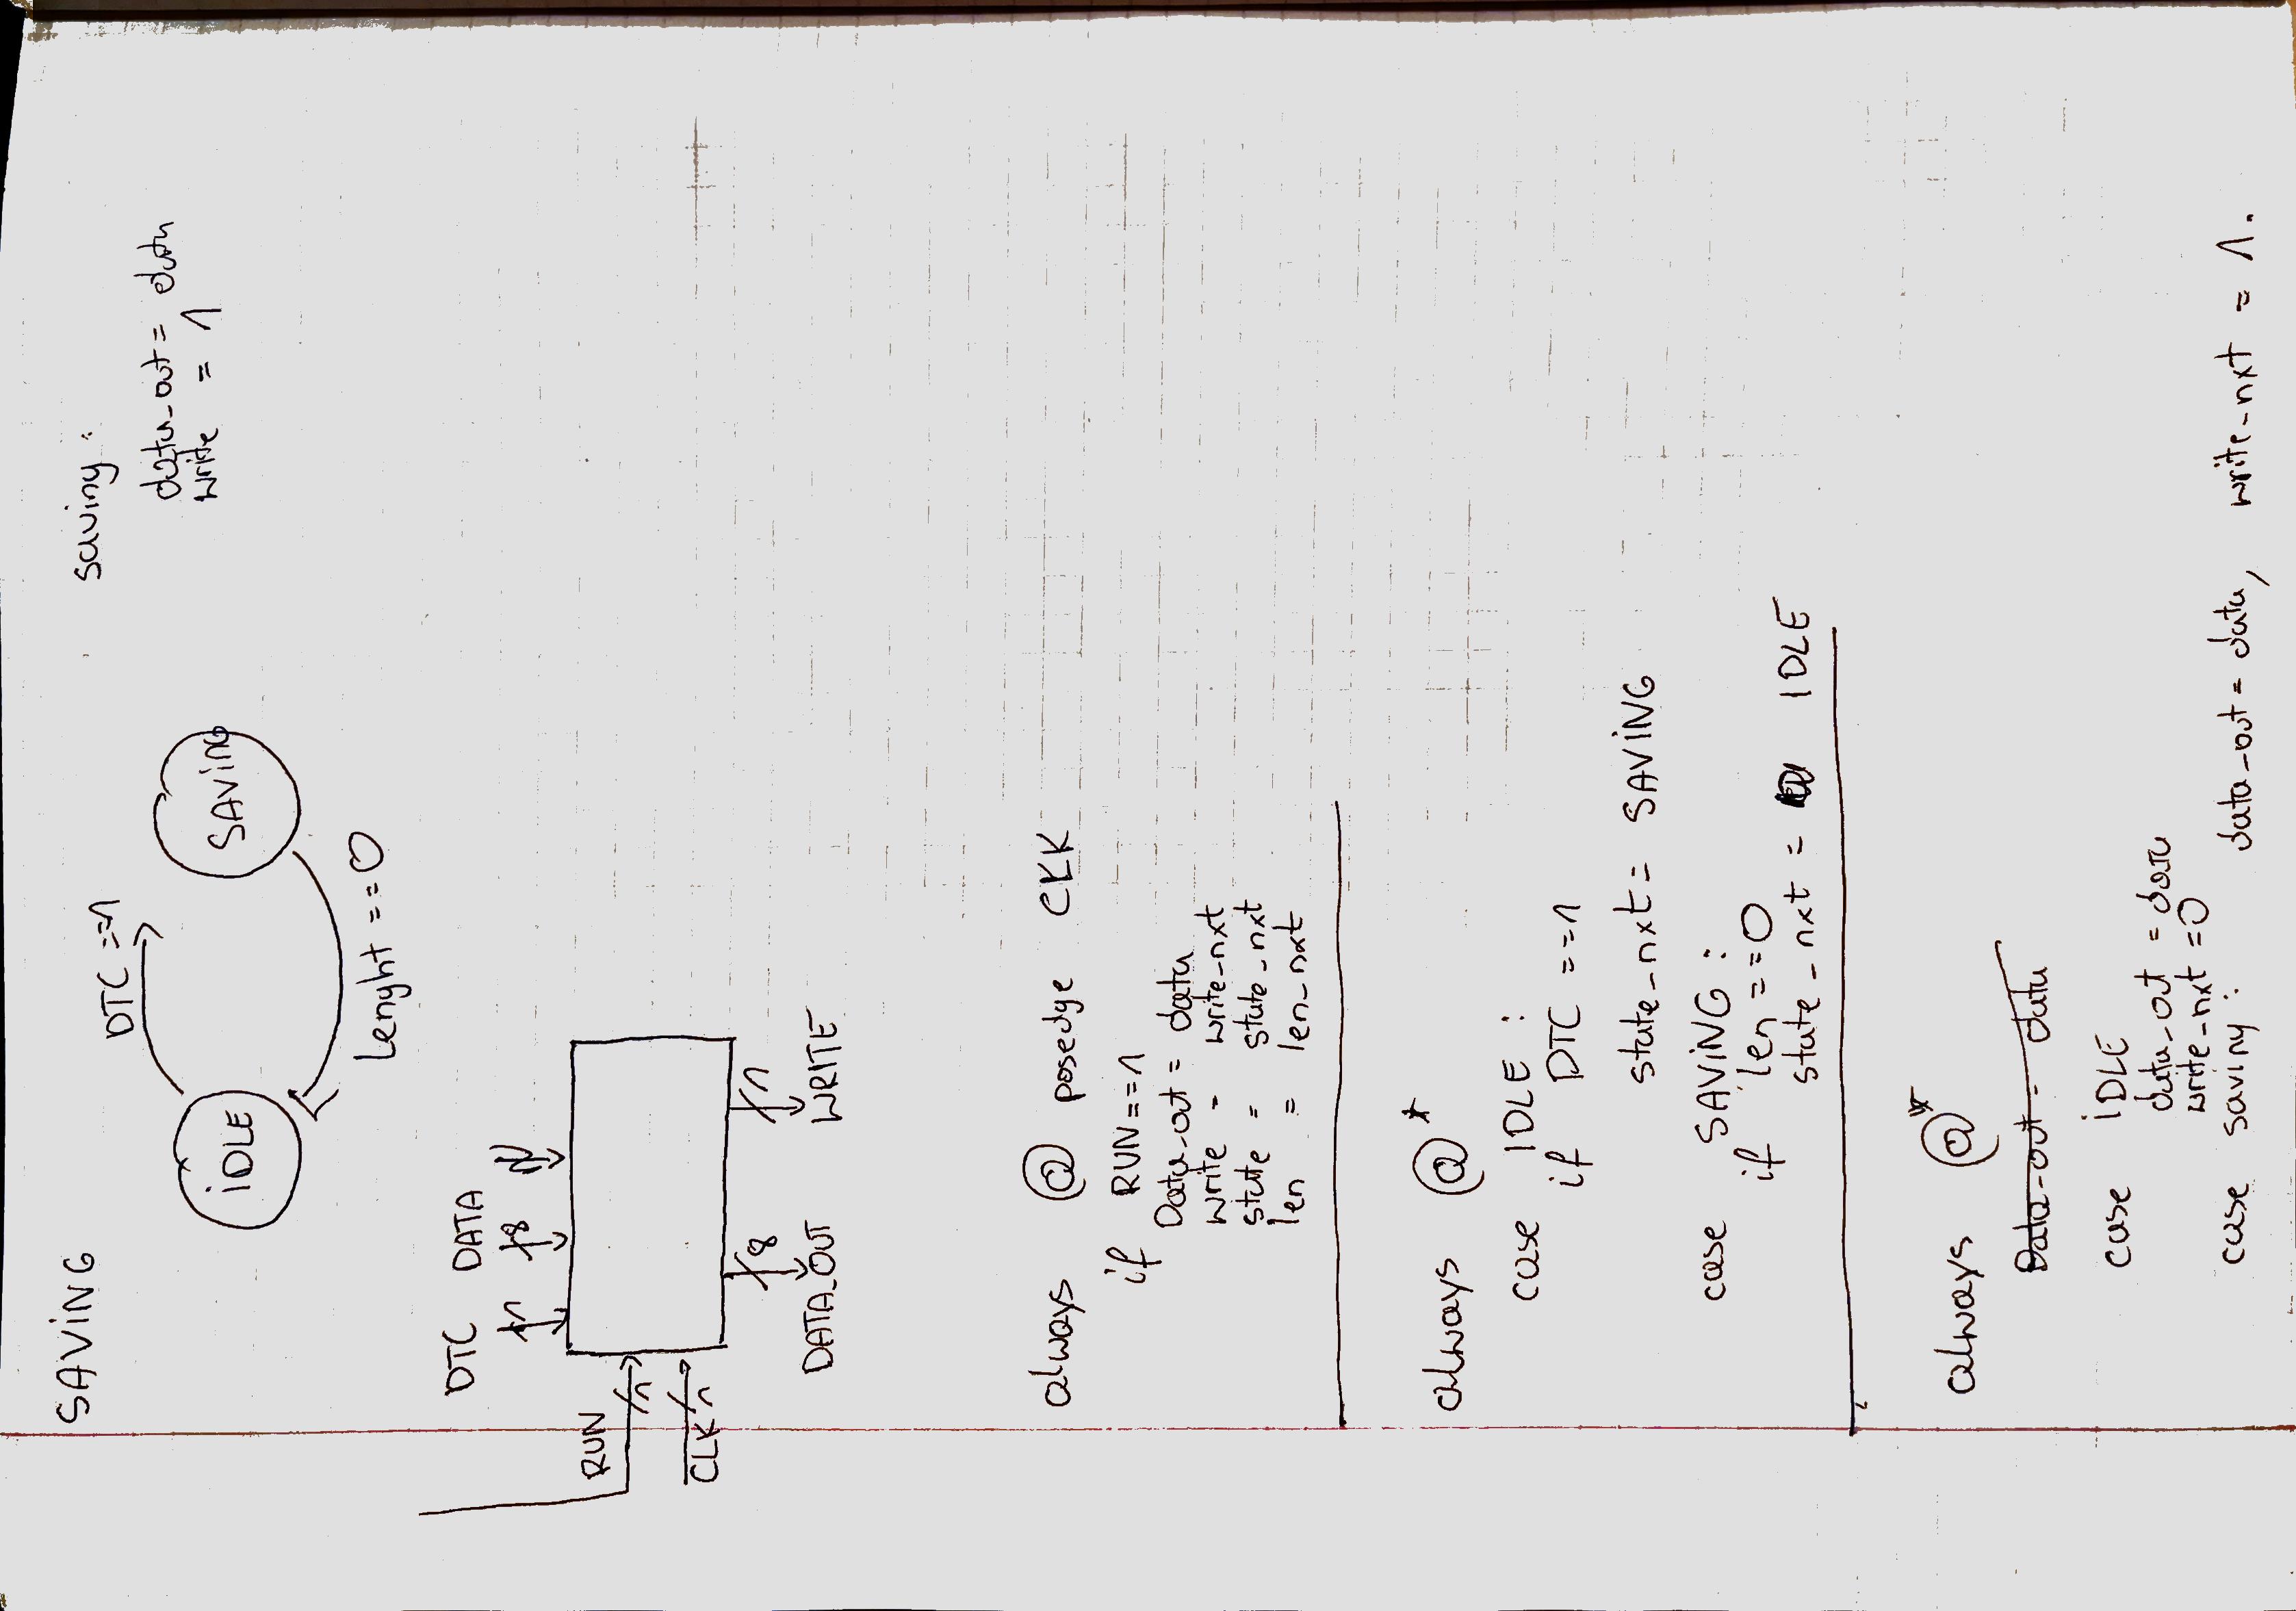 SAVING
DTC ==1
saving :
data_out = data
write = 1
IDLE
SAVING
Lenght ==0
DTC DATA
1 8
RUN
1
CLK 1
8 1
DATA_OUT WRITE
always @ posedge CLK
if RUN==1
Data_out = data
write = write_nxt
state = state_nxt
len = len_nxt
always @*
case IDLE :
if DTC ==1
state_nxt = SAVING
case SAVING :
if len ==0
state_nxt = IDLE
always @*
Data_out = data
case IDLE
data_out = data
write_nxt =0
case saving : data_out = data, write_nxt = 1.